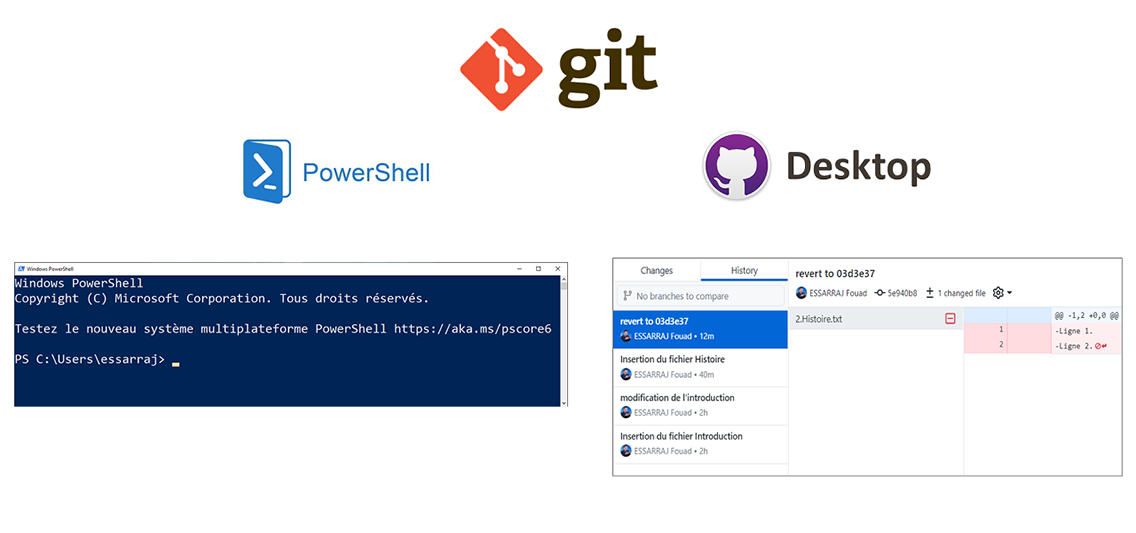 git
PowerShell
Desktop
Windows PowerShell
Windows PowerShell
Copyright (C) Microsoft Corporation. Tous droits réservés.
Testez le nouveau système multiplateforme PowerShell https://aka.ms/pscore6
PS C:\Users\essarraj>
Changes
History
No branches to compare
revert to 03d3e37
ESSARRAJ Fouad • 12m
Insertion du fichier Histoire
ESSARRAJ Fouad • 40m
modification de l'introduction
ESSARRAJ Fouad • 2h
Insertion du fichier Introduction
ESSARRAJ Fouad • 2h
revert to 03d3e37
ESSARRAJ Fouad 5e940b8 1 changed file
2.Histoire.txt
@@ -1,2 +0,0 @@
1 -Ligne 1.
2 -Ligne 2.